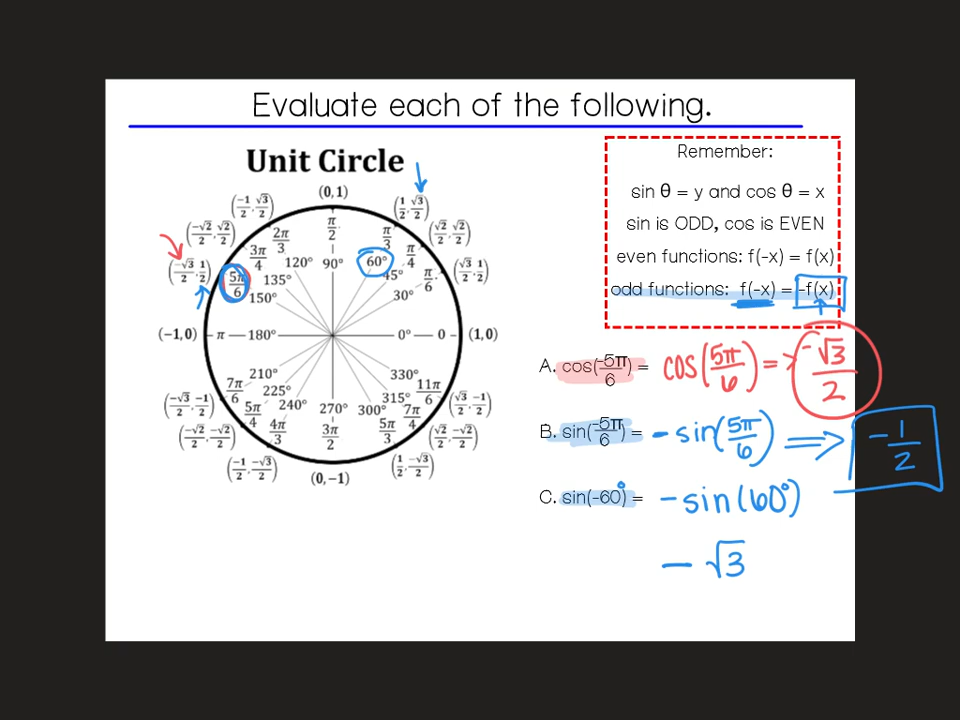 Evaluate each of the following.
Unit Circle
(0,1)
(-1/2, √3/2)
(1/2, √3/2)
(-√2/2, √2/2)
(√2/2, √2/2)
(-√3/2, 1/2)
(√3/2, 1/2)
2π/3 π/2 π/3
3π/4 π/4
5π/6 π/6
120° 90° 60°
135° 45°
150° 30°
(-1,0) π 180° 0° 0 (1,0)
210° 330°
225° 315°
240° 270° 300°
7π/6 11π/6
5π/4 7π/4
4π/3 3π/2 5π/3
(-√3/2, -1/2)
(√3/2, -1/2)
(-√2/2, -√2/2)
(√2/2, -√2/2)
(-1/2, -√3/2)
(1/2, -√3/2)
(0,-1)
Remember:
sin θ = y and cos θ = x
sin is ODD, cos is EVEN
even functions: f(-x) = f(x)
odd functions: f(-x) = -f(x)
A. cos(-5π/6) = cos(5π/6) => -√3/2
B. sin(-5π/6) = -sin(5π/6) => -1/2
C. sin(-60°) = -sin(60°)
- √3